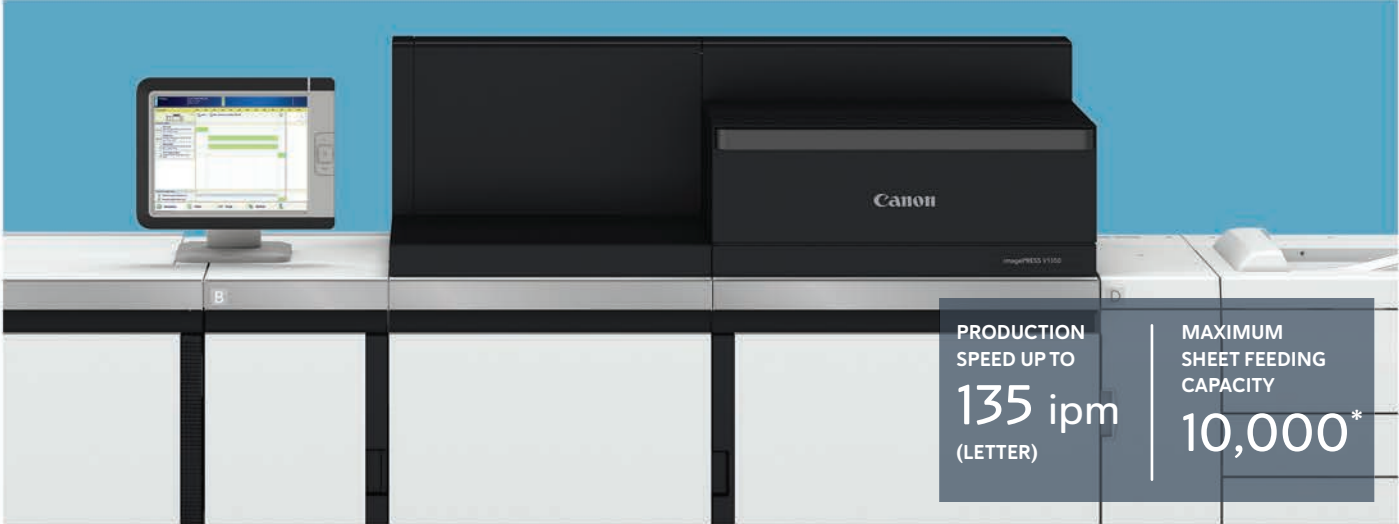 Canon
imagePRESS V1350
B
D
PRODUCTION
SPEED UP TO
135 ipm
(LETTER)
MAXIMUM
SHEET FEEDING
CAPACITY
10,000*